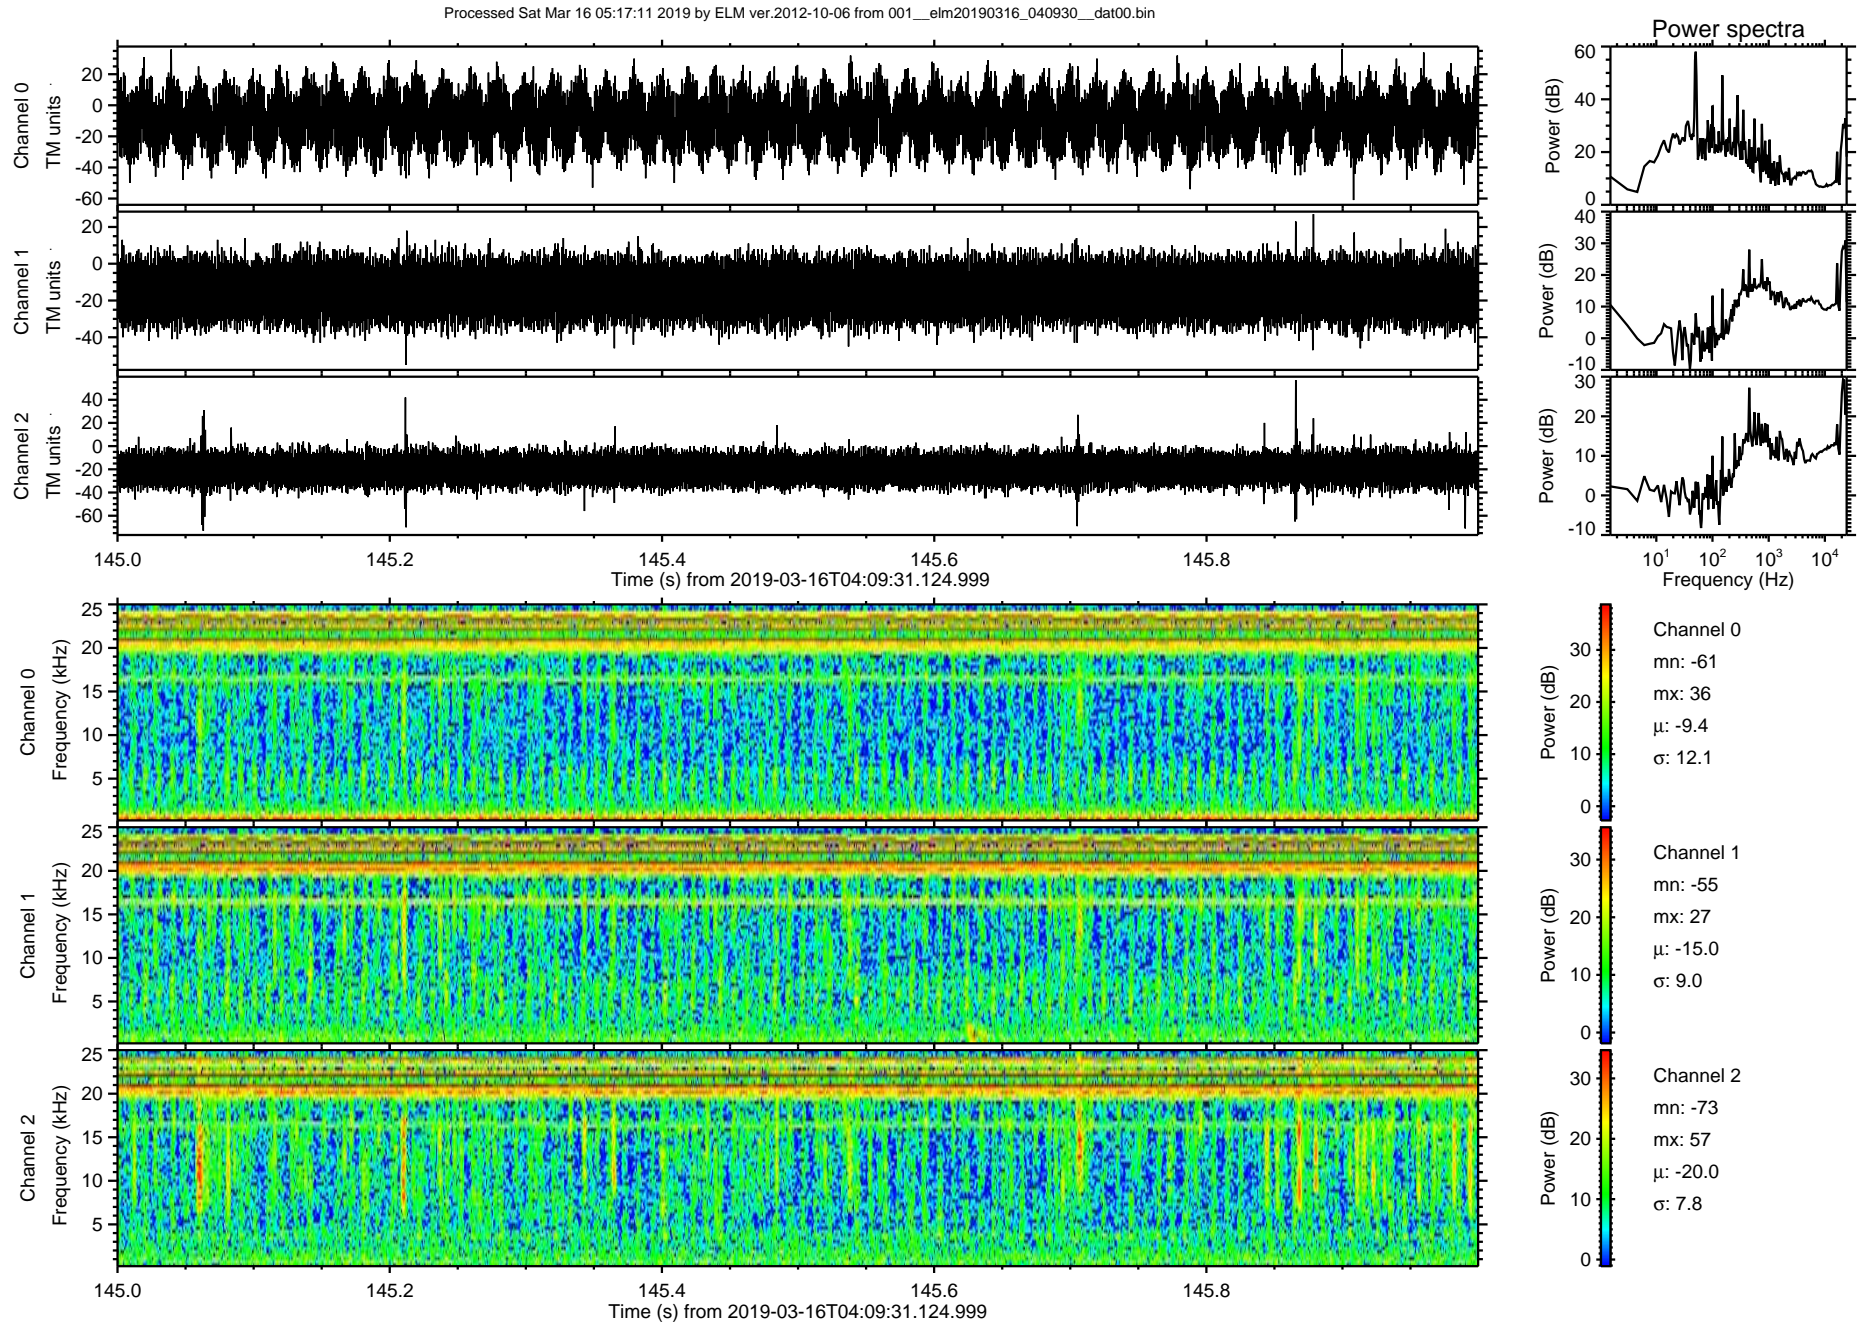 Processed Sat Mar 16 05:17:11 2019 by ELM ver.2012-10-06 from 001__elm20190316_040930__dat00.bin
Power spectra
Channel 0
TM units
20
0
-20
-40
-60
Power (dB)
60
40
20
0
Channel 1
TM units
20
0
-20
-40
Power (dB)
40
30
20
10
0
-10
Channel 2
TM units
40
20
0
-20
-40
-60
Power (dB)
30
20
10
0
-10
145.0 145.2 145.4 145.6 145.8
Time (s) from 2019-03-16T04:09:31.124.999
10¹ 10² 10³ 10⁴
Frequency (Hz)
Channel 0
Frequency (kHz)
25
20
15
10
5
Power (dB)
30
20
10
0
Channel 0
mn: -61
mx: 36
μ: -9.4
σ: 12.1
Channel 1
Frequency (kHz)
25
20
15
10
5
Power (dB)
30
20
10
0
Channel 1
mn: -55
mx: 27
μ: -15.0
σ: 9.0
Channel 2
Frequency (kHz)
25
20
15
10
5
Power (dB)
30
20
10
0
Channel 2
mn: -73
mx: 57
μ: -20.0
σ: 7.8
145.0 145.2 145.4 145.6 145.8
Time (s) from 2019-03-16T04:09:31.124.999